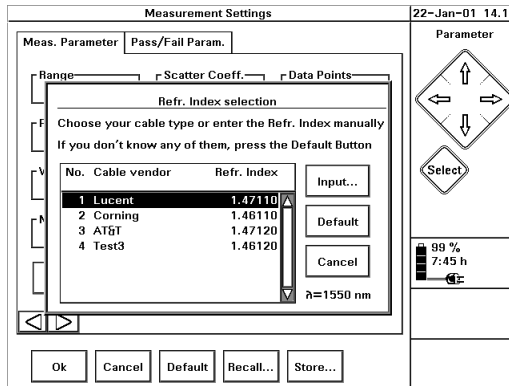 Measurement Settings
22-Jan-01 14.1
Meas. Parameter
Pass/Fail Param.
Parameter
Range
Scatter Coeff.
Data Points
Refr. Index selection
Choose your cable type or enter the Refr. Index manually
If you don't know any of them, press the Default Button
No. Cable vendor Refr. Index
1 Lucent 1.47110
2 Corning 1.46110
3 AT&T 1.47120
4 Test3 1.46120
Input...
Default
Cancel
λ=1550 nm
Select
99 %
7:45 h
Ok
Cancel
Default
Recall...
Store...